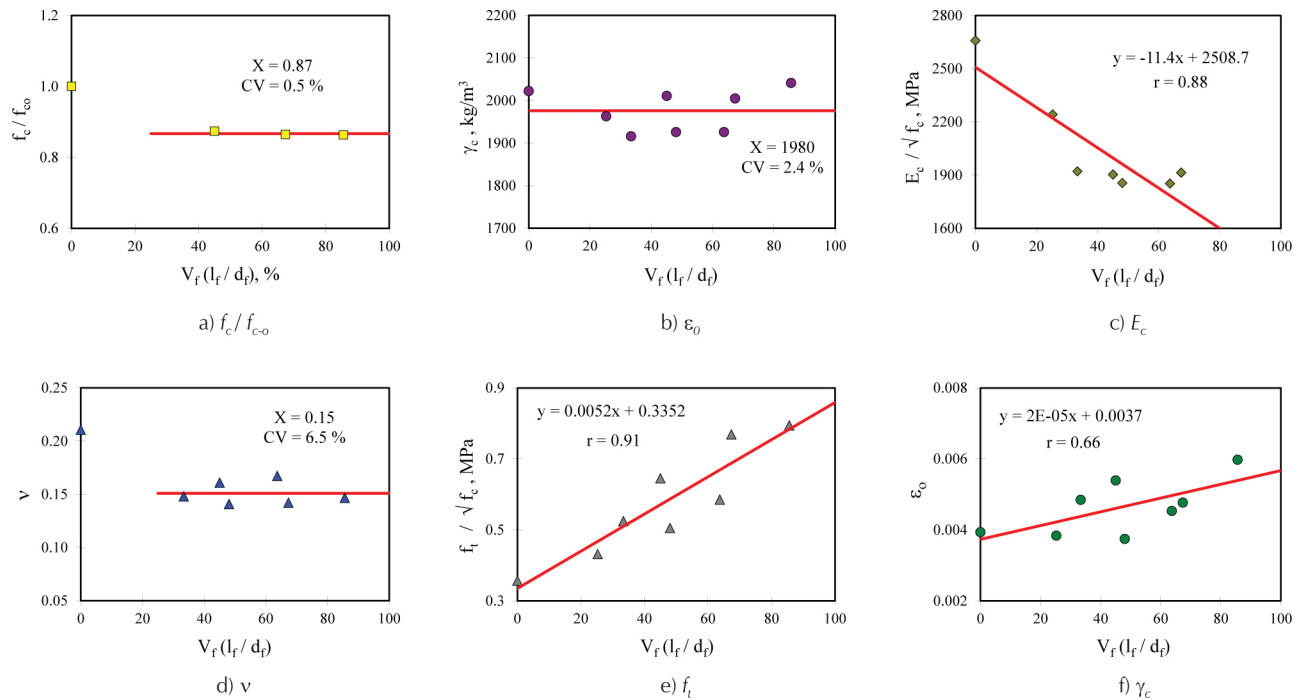 1.2
1.0
0.8
0.6
f_c / f_co
X = 0.87
CV = 0.5 %
0 20 40 60 80 100
V_f (l_f / d_f), %
a) f_c / f_c-o
2200
2100
2000
1900
1800
1700
γ_c , kg/m³
X = 1980
CV = 2.4 %
0 20 40 60 80 100
V_f (l_f / d_f)
b) ε_0
2800
2500
2200
1900
1600
E_c / √f_c, MPa
y = -11.4x + 2508.7
r = 0.88
0 20 40 60 80 100
V_f (l_f / d_f)
c) E_c
0.25
0.20
0.15
0.10
0.05
ν
X = 0.15
CV = 6.5 %
0 20 40 60 80 100
V_f (l_f / d_f)
d) ν
0.9
0.7
0.5
0.3
f_t / √f_c , MPa
y = 0.0052x + 0.3352
r = 0.91
0 20 40 60 80 100
V_f (l_f / d_f)
e) f_t
0.008
0.006
0.004
0.002
ε_o
y = 2E-05x + 0.0037
r = 0.66
0 20 40 60 80 100
V_f (l_f / d_f)
f) γ_c